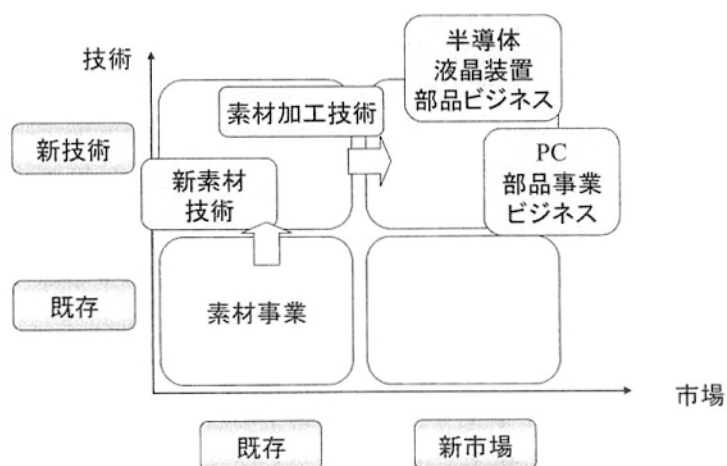 技術
半導体
液晶装置
部品ビジネス
素材加工技術
新技術
PC
部品事業
ビジネス
新素材
技術
既存
素材事業
市場
既存
新市場